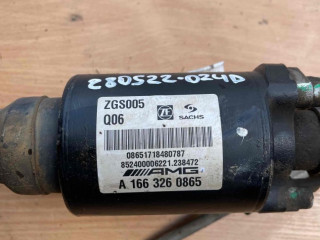 280522-024D
ZGS005
Q06
ZF
SACHS
08651718480787
852400006221.238472
AMG
A 166 326 0865